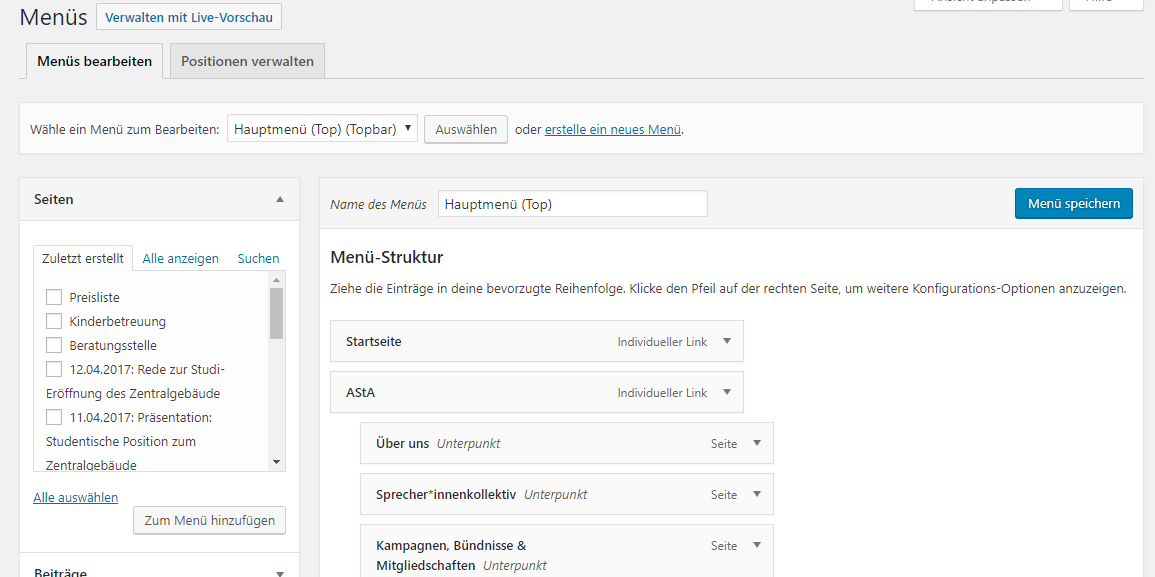 Menüs Verwalten mit Live-Vorschau
Menüs bearbeiten Positionen verwalten
Wähle ein Menü zum Bearbeiten: Hauptmenü (Top) (Topbar) Auswählen oder erstelle ein neues Menü.
Seiten
Zuletzt erstellt Alle anzeigen Suchen
Preisliste
Kinderbetreuung
Beratungsstelle
12.04.2017: Rede zur Studi-
Eröffnung des Zentralgebäude
11.04.2017: Präsentation:
Studentische Position zum
Zentralgebäude
Alle auswählen
Zum Menü hinzufügen
Beiträge
Name des Menüs Hauptmenü (Top) Menü speichern
Menü-Struktur
Ziehe die Einträge in deine bevorzugte Reihenfolge. Klicke den Pfeil auf der rechten Seite, um weitere Konfigurations-Optionen anzuzeigen.
Startseite Individueller Link
AStA Individueller Link
Über uns Unterpunkt Seite
Sprecher*innenkollektiv Unterpunkt Seite
Kampagnen, Bündnisse & Seite
Mitgliedschaften Unterpunkt